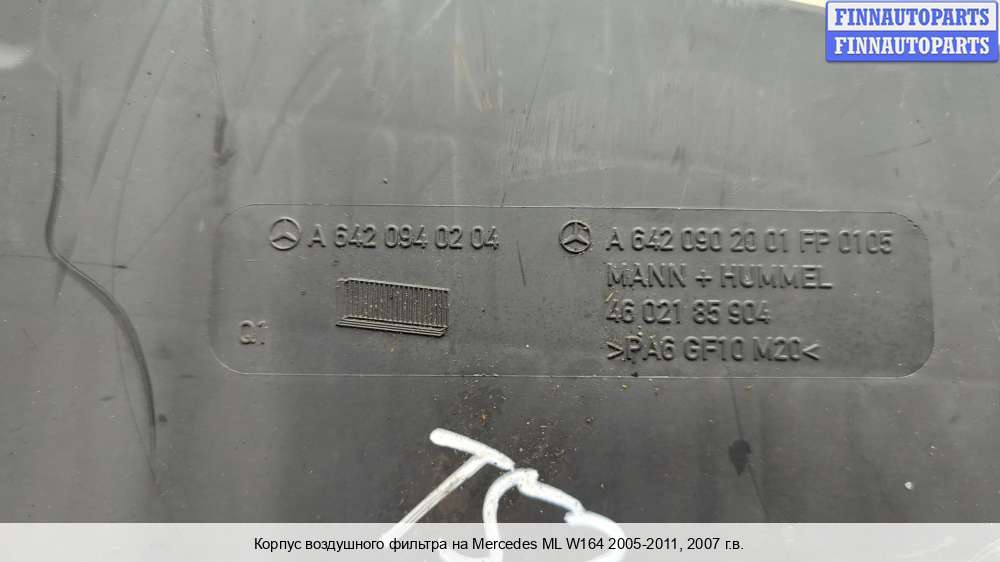 FINNAUTOPARTS
FINNAUTOPARTS
A 642 094 02 04
A 642 090 20 01 FP 0105
MANN + HUMMEL
46 021 85 904
Q1
>PA6 GF10 M20<
Корпус воздушного фильтра на Mercedes ML W164 2005-2011, 2007 г.в.